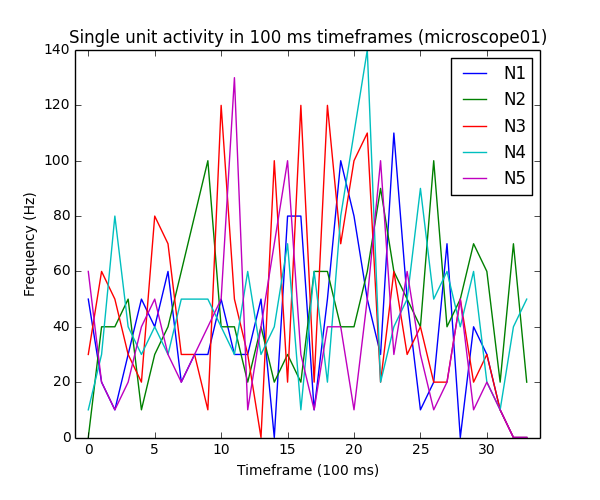 Single unit activity in 100 ms timeframes (microscope01)
140
120
100
80
60
40
20
0
Frequency (Hz)
N1
N2
N3
N4
N5
0 5 10 15 20 25 30
Timeframe (100 ms)